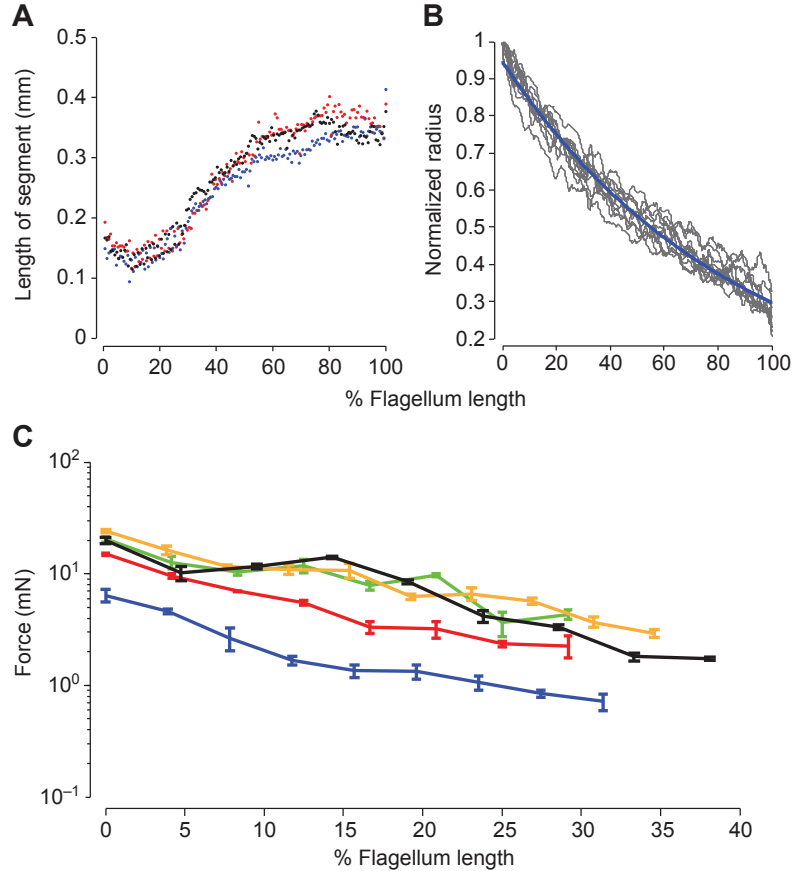 A
B
0.5
0.4
0.3
0.2
0.1
0
Length of segment (mm)
0 20 40 60 80 100
1
0.9
0.8
0.7
0.6
0.5
0.4
0.3
0.2
Normalized radius
0 20 40 60 80 100
% Flagellum length
C
10²
10¹
10⁰
10⁻¹
Force (mN)
0 5 10 15 20 25 30 35 40
% Flagellum length